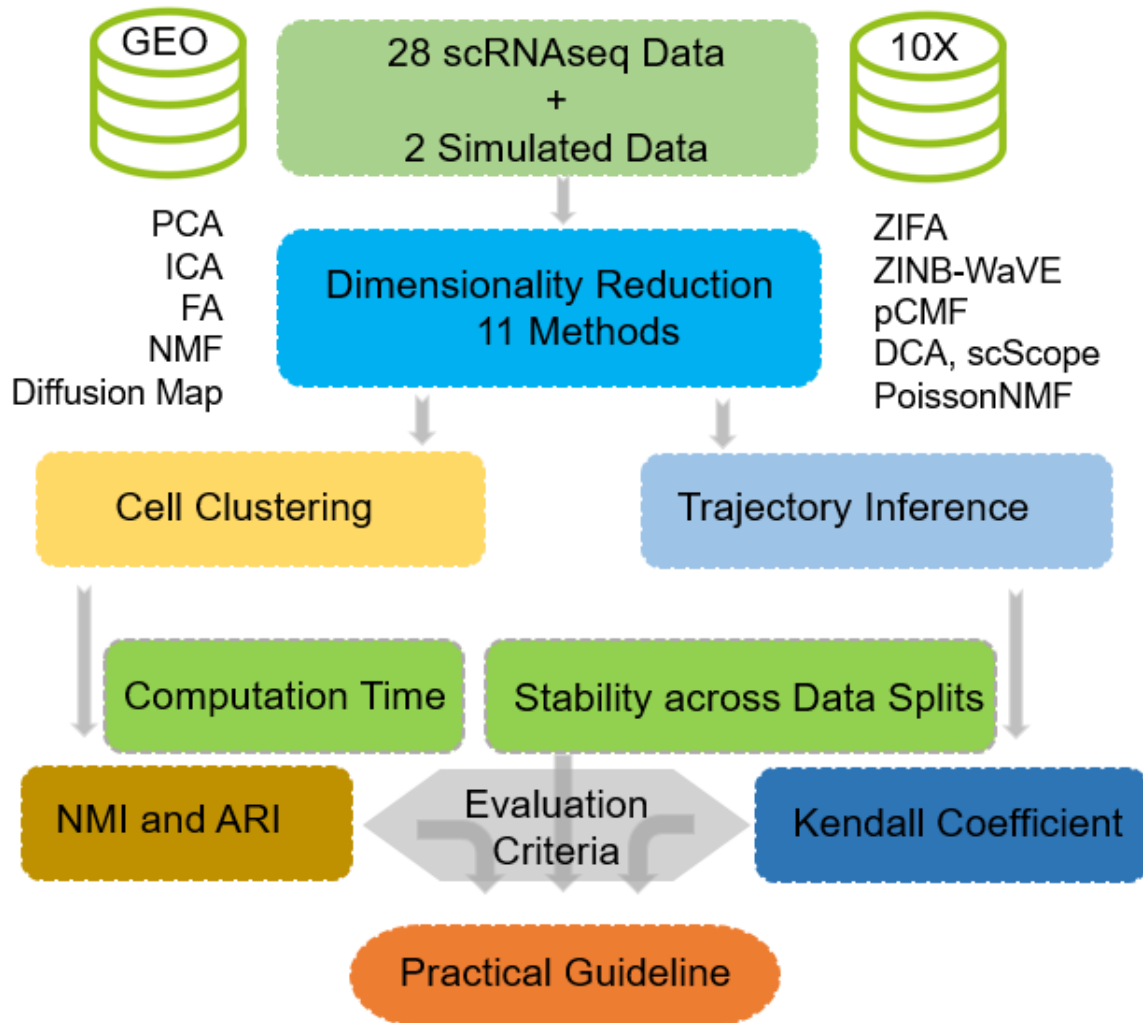 GEO
28 scRNAseq Data
+
2 Simulated Data
10X
PCA
ICA
FA
NMF
Diffusion Map
Dimensionality Reduction
11 Methods
ZIFA
ZINB-WaVE
pCMF
DCA, scScope
PoissonNMF
Cell Clustering
Trajectory Inference
Computation Time
Stability across Data Splits
NMI and ARI
Evaluation
Criteria
Kendall Coefficient
Practical Guideline